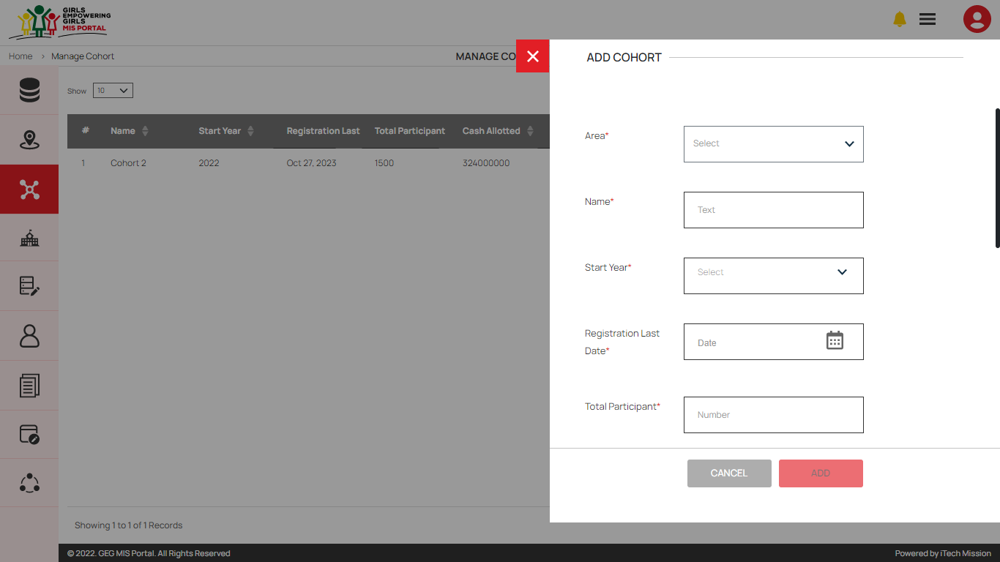 GIRLS
EMPOWERING
GIRLS
MIS PORTAL
Home › Manage Cohort
MANAGE CO
Show 10
# Name Start Year Registration Last Total Participant Cash Allotted
1 Cohort 2 2022 Oct 27, 2023 1500 324000000
Showing 1 to 1 of 1 Records
ADD COHORT
Area* Select
Name* Text
Start Year* Select
Registration Last
Date* Date
Total Participant* Number
CANCEL ADD
© 2022. GEG MIS Portal. All Rights Reserved
Powered by iTech Mission